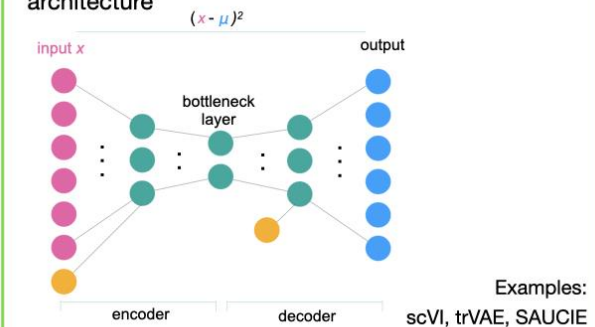 architecture
(x - μ)²
input x
output
bottleneck
layer
encoder
decoder
Examples:
scVI, trVAE, SAUCIE